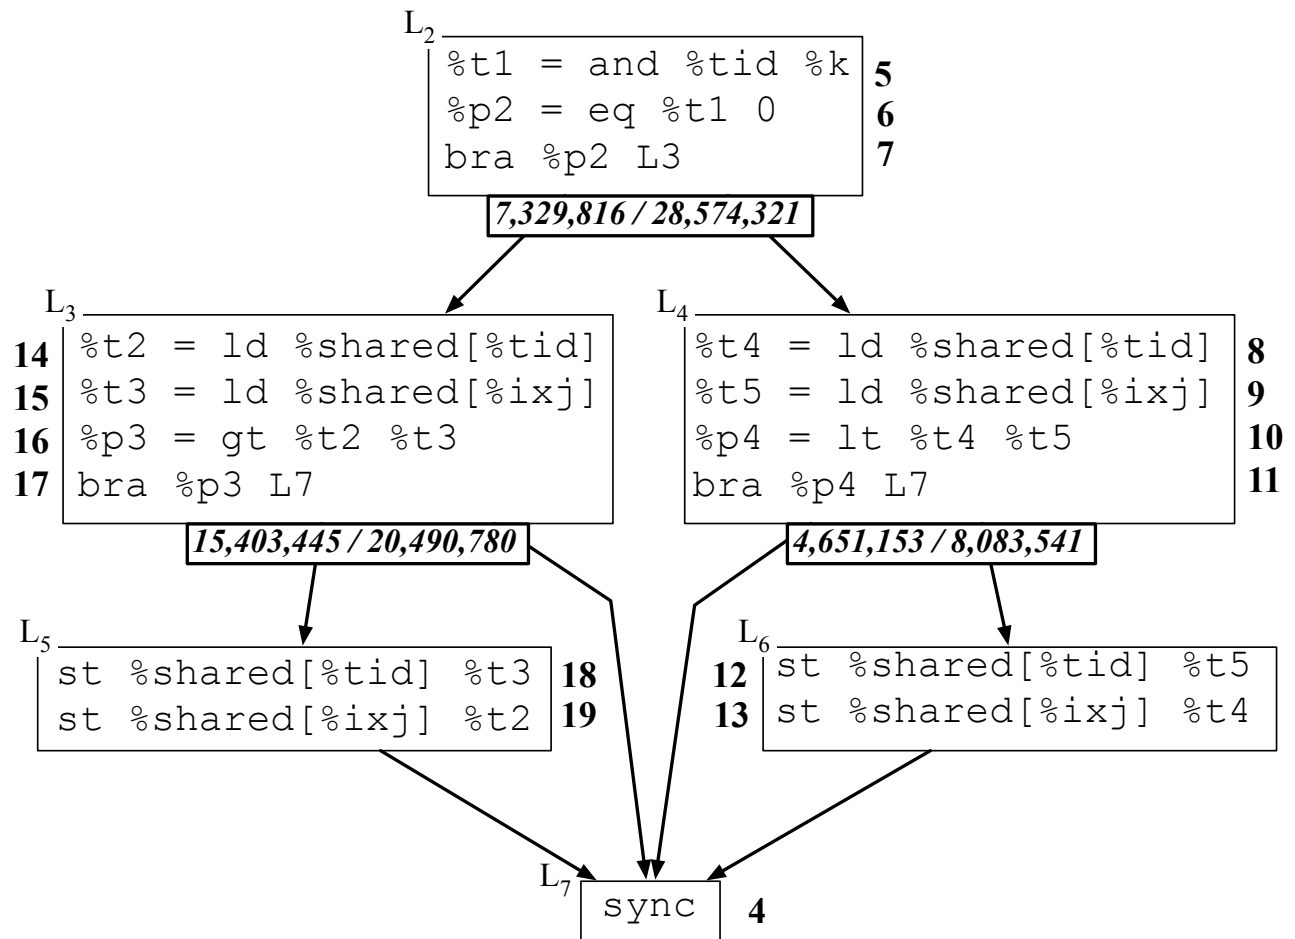 L2
%t1 = and %tid %k 5
%p2 = eq %t1 0 6
bra %p2 L3 7
7,329,816 / 28,574,321
L3
14 %t2 = ld %shared[%tid]
15 %t3 = ld %shared[%ixj]
16 %p3 = gt %t2 %t3
17 bra %p3 L7
15,403,445 / 20,490,780
L4
%t4 = ld %shared[%tid] 8
%t5 = ld %shared[%ixj] 9
%p4 = lt %t4 %t5 10
bra %p4 L7 11
4,651,153 / 8,083,541
L5
st %shared[%tid] %t3 18
st %shared[%ixj] %t2 19
L6
12 st %shared[%tid] %t5
13 st %shared[%ixj] %t4
L7
sync 4